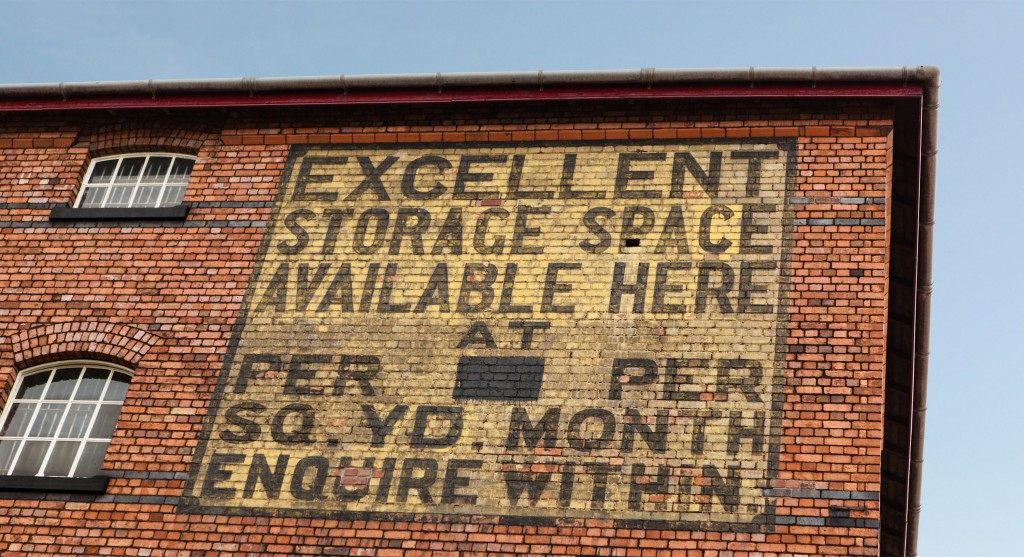 EXCELLENT
STORAGE SPACE
AVAILABLE HERE
AT
PER PER
SQ. YD. MONTH
ENQUIRE WITHIN.